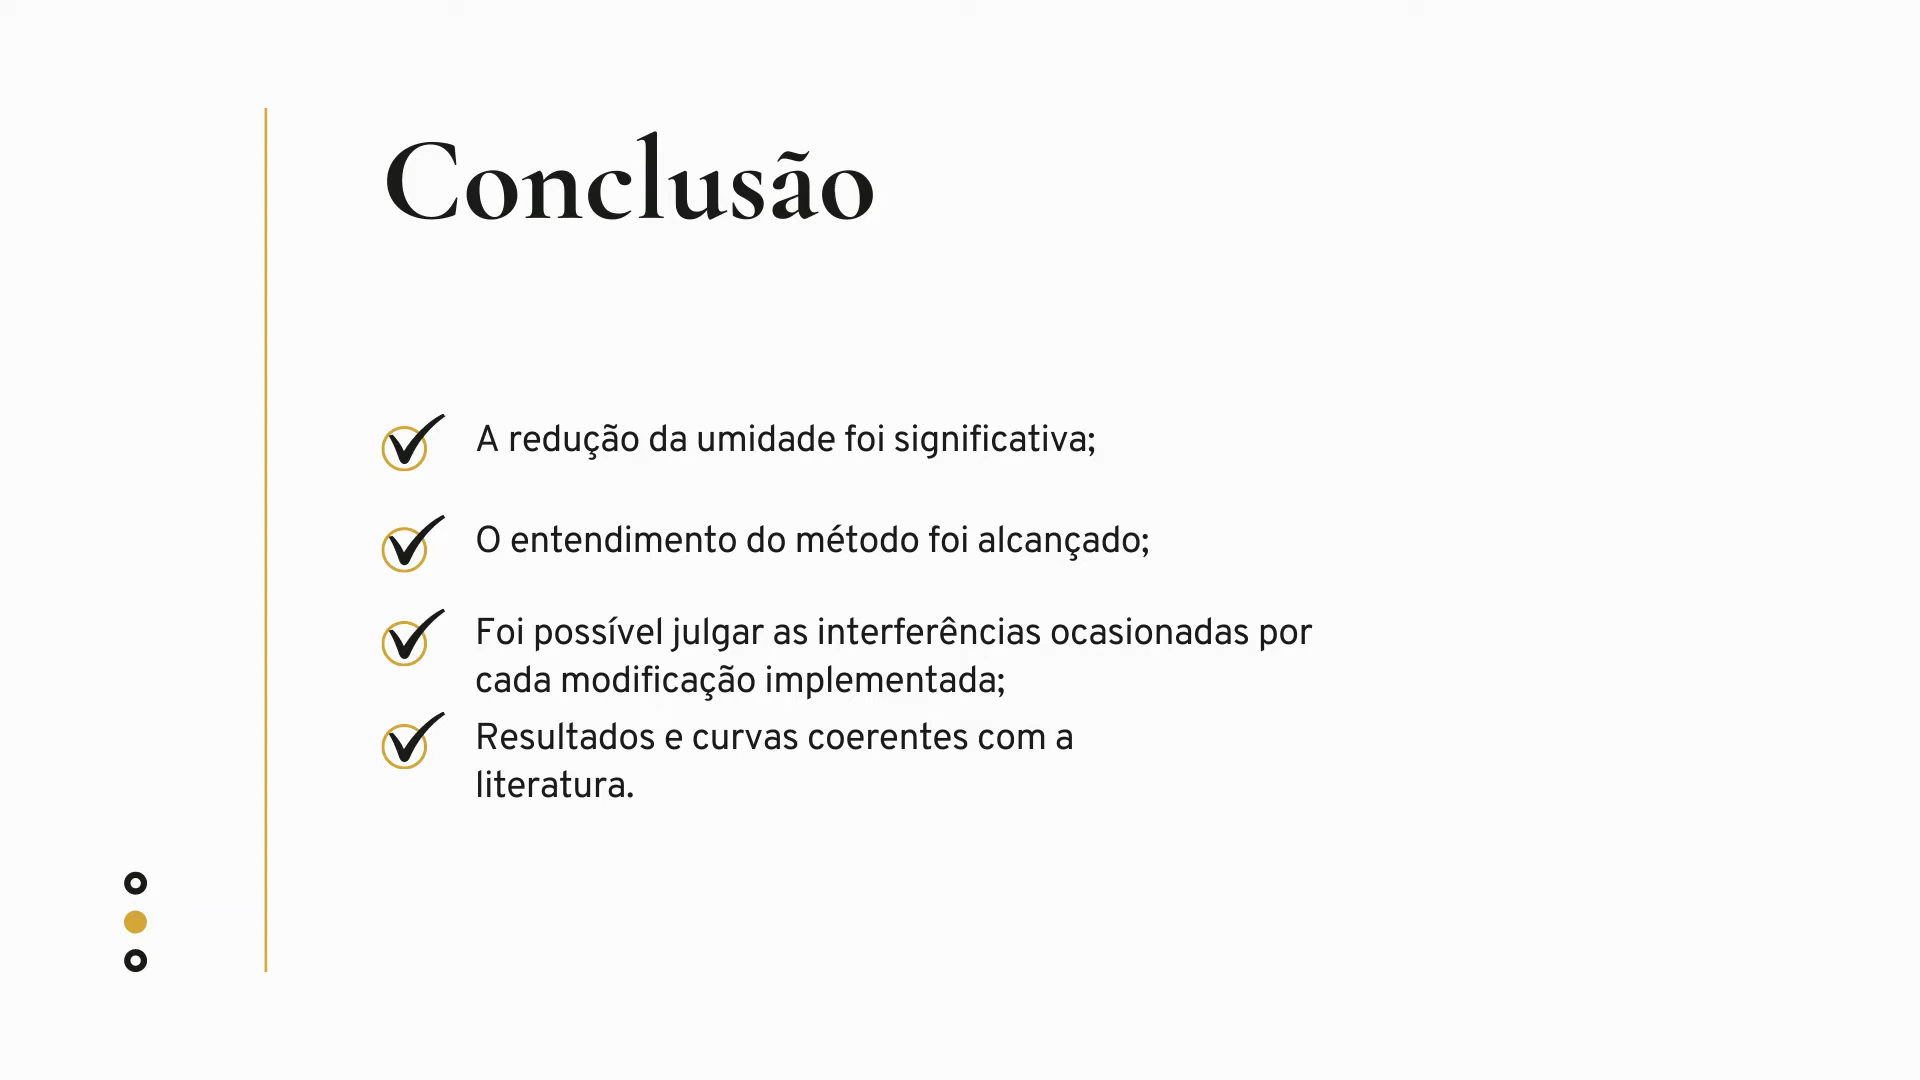 Conclusão
A redução da umidade foi significativa;
O entendimento do método foi alcançado;
Foi possível julgar as interferências ocasionadas por
cada modificação implementada;
Resultados e curvas coerentes com a
literatura.